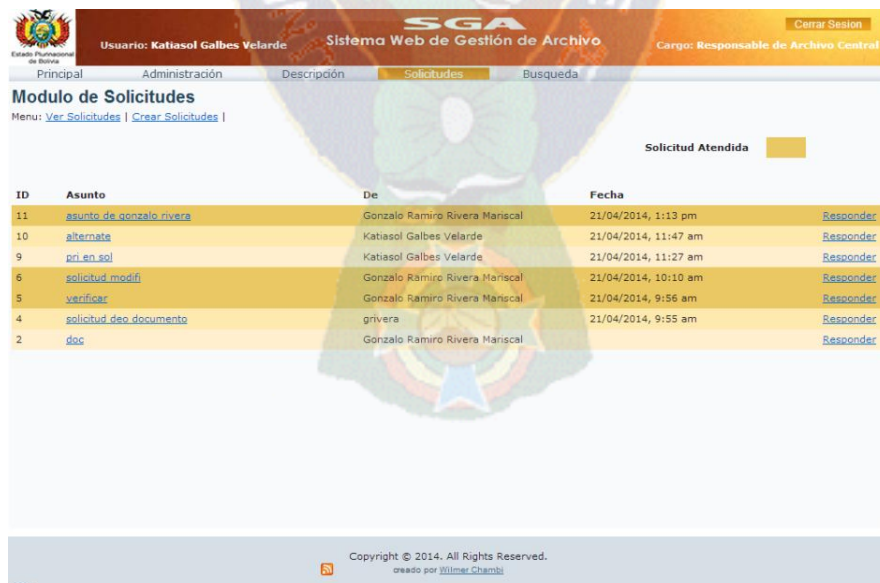 SGA
Cerrar Sesion
Estado Plurinacional de Bolivia
Usuario: Katiasol Galbes Velarde
Sistema Web de Gestión de Archivo
Cargo: Responsable de Archivo Central
Principal Administración Descripción Solicitudes Busqueda
Modulo de Solicitudes
Menu: Ver Solicitudes | Crear Solicitudes |
Solicitud Atendida
ID Asunto De Fecha
11 asunto de gonzalo rivera Gonzalo Ramiro Rivera Mariscal 21/04/2014, 1:13 pm Responder
10 alternate Katiasol Galbes Velarde 21/04/2014, 11:47 am Responder
9 pri en sol Katiasol Galbes Velarde 21/04/2014, 11:27 am Responder
6 solicitud modifi Gonzalo Ramiro Rivera Mariscal 21/04/2014, 10:10 am Responder
5 verificar Gonzalo Ramiro Rivera Mariscal 21/04/2014, 9:56 am Responder
4 solicitud deo documento grivera 21/04/2014, 9:55 am Responder
2 doc Gonzalo Ramiro Rivera Mariscal Responder
Copyright © 2014. All Rights Reserved.
creado por Wilmer Chambi